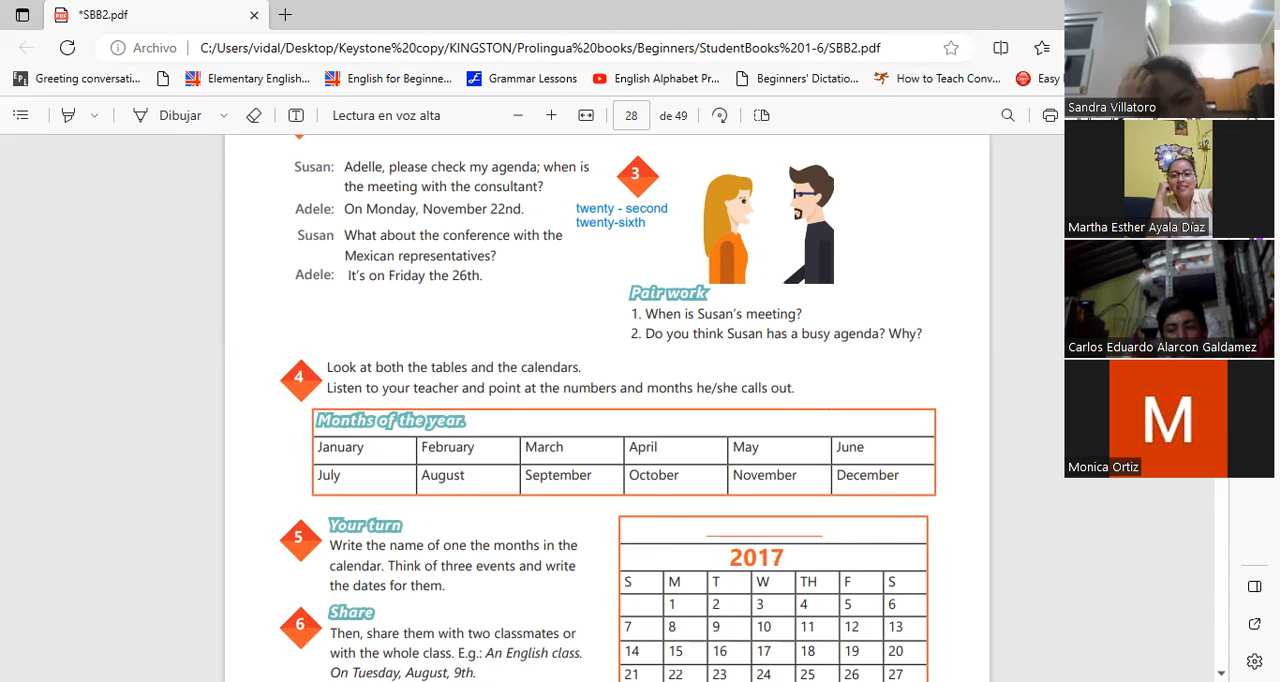 *SBB2.pdf
Archivo
C:/Users/vidal/Desktop/Keystone%20copy/KINGSTON/Prolingua%20books/Beginners/StudentBooks%201-6/SBB2.pdf
Greeting conversati...
Elementary English...
English for Beginne...
Grammar Lessons
English Alphabet Pr...
Beginners' Dictatio...
How to Teach Conv...
Easy
Dibujar
Lectura en voz alta
28
de 49
Susan: Adelle, please check my agenda; when is
the meeting with the consultant?
Adele: On Monday, November 22nd.
Susan What about the conference with the
Mexican representatives?
Adele: It's on Friday the 26th.
3
twenty - second
twenty-sixth
Pair work
1. When is Susan's meeting?
2. Do you think Susan has a busy agenda? Why?
4
Look at both the tables and the calendars.
Listen to your teacher and point at the numbers and months he/she calls out.
Months of the year.
January February March April May June
July August September October November December
5
Your turn
Write the name of one the months in the
calendar. Think of three events and write
the dates for them.
6
Share
Then, share them with two classmates or
with the whole class. E.g.: An English class.
On Tuesday, August, 9th.
2017
S M T W TH F S
1 2 3 4 5 6
7 8 9 10 11 12 13
14 15 16 17 18 19 20
21 22 23 24 25 26 27
Sandra Villatoro
Martha Esther Ayala Díaz
Carlos Eduardo Alarcon Galdamez
M
Monica Ortiz